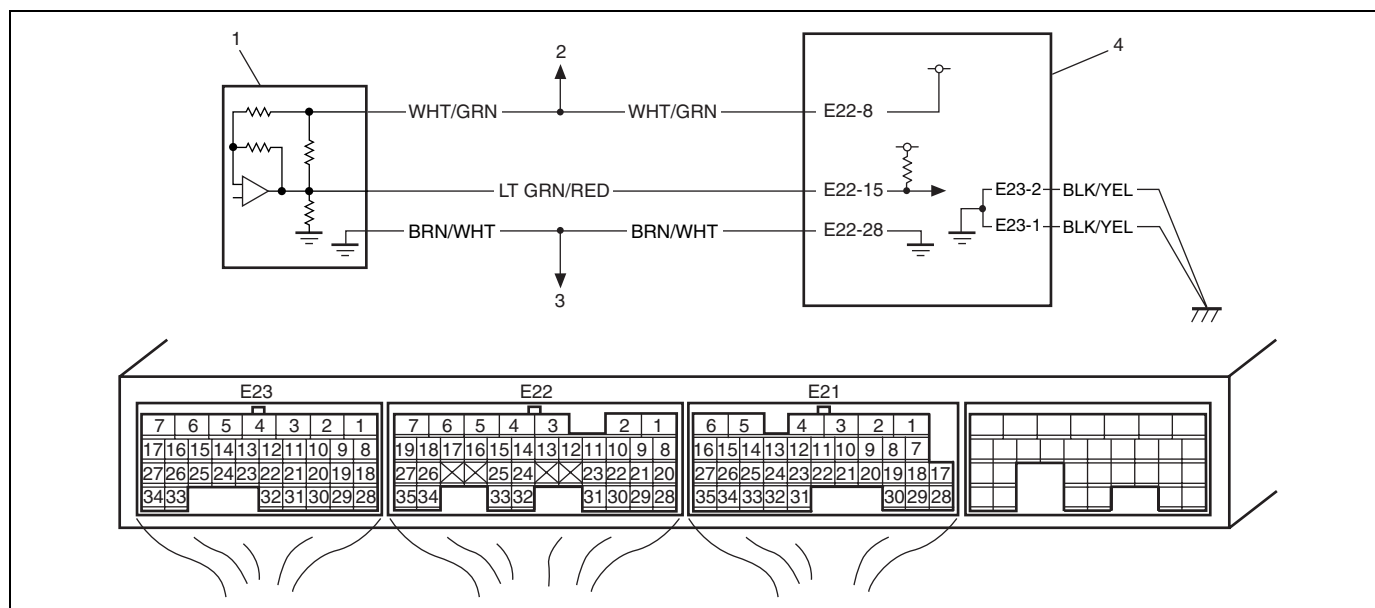 1
2
4
WHT/GRN WHT/GRN E22-8
LT GRN/RED E22-15
E23-2 BLK/YEL
BRN/WHT BRN/WHT E22-28
E23-1 BLK/YEL
3
E23 E22 E21
7 6 5 4 3 2 1 7 6 5 4 3 2 1 6 5 4 3 2 1
17 16 15 14 13 12 11 10 9 8 19 18 17 16 15 14 13 12 11 10 9 8 16 15 14 13 12 11 10 9 8 7
27 26 25 24 23 22 21 20 19 18 27 26 25 24 23 22 21 20 27 26 25 24 23 22 21 20 19 18 17
34 33 32 31 30 29 28 35 34 33 32 31 30 29 28 35 34 33 32 31 30 29 28